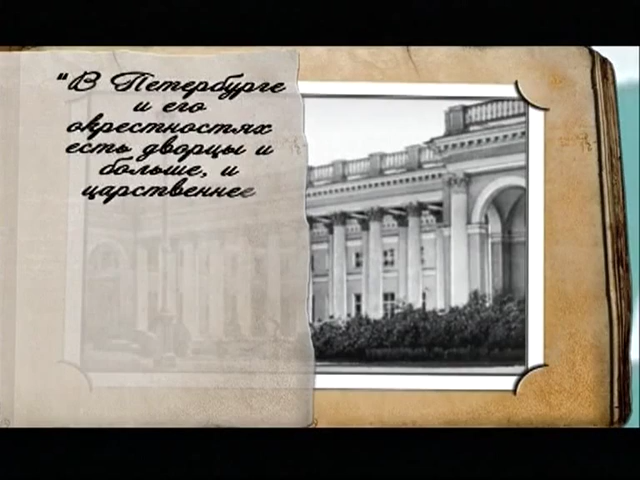 "В Петербурге
и его
окрестностях
есть дворцы и
больше, и
царственнее